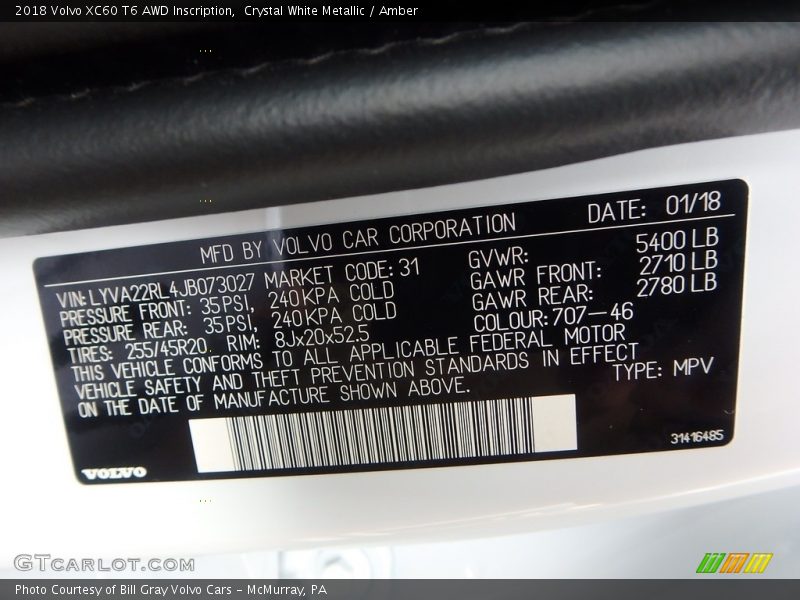 2018 Volvo XC60 T6 AWD Inscription,  Crystal White Metallic / Amber
MFD BY VOLVO CAR CORPORATION DATE: 01/18
VIN: LYVA22RL4JB073027 MARKET CODE: 31 GVWR: 5400 LB
PRESSURE FRONT: 35PSI, 240KPA COLD GAWR FRONT: 2710 LB
PRESSURE REAR: 35PSI, 240KPA COLD GAWR REAR: 2780 LB
TIRES: 255/45R20 RIM: 8Jx20x52.5 COLOUR: 707-46
THIS VEHICLE CONFORMS TO ALL APPLICABLE FEDERAL MOTOR
VEHICLE SAFETY AND THEFT PREVENTION STANDARDS IN EFFECT
ON THE DATE OF MANUFACTURE SHOWN ABOVE. TYPE: MPV
31416485
VOLVO
GTCARLOT.COM
Photo Courtesy of Bill Gray Volvo Cars – McMurray, PA